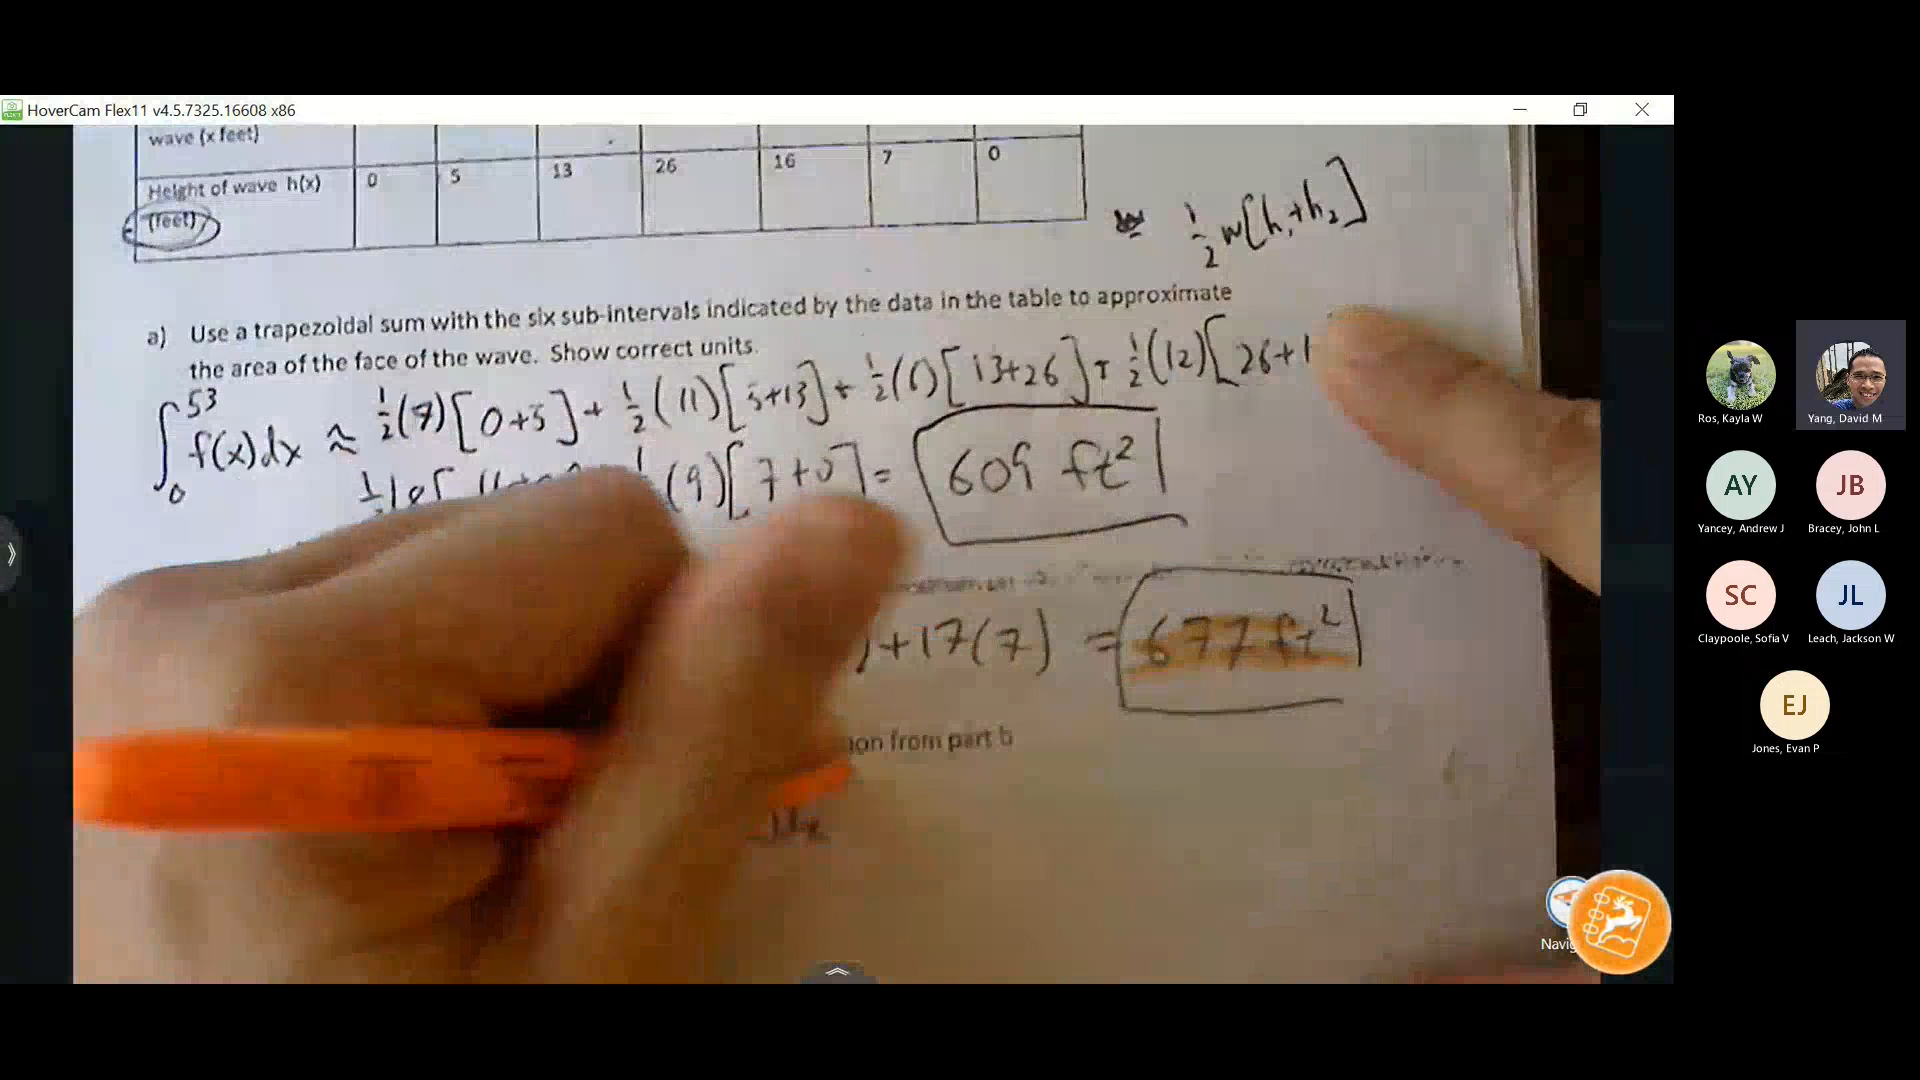 HoverCam Flex11 v4.5.7325.16608 x86
wave (x feet)
Height of wave h(x) 0 5 13 26 16 7 0
(feet)
1/2 w[h₁+h₂]
a) Use a trapezoidal sum with the six sub-intervals indicated by the data in the table to approximate
the area of the face of the wave. Show correct units.
∫₀⁵³ f(x)dx ≈ 1/2(7)[0+5]+ 1/2(11)[5+13]+ 1/2(6)[13+26]+ 1/2(12)[26+1
(9)[7+0]= 609 ft²
)+17(7) = 677 ft²
from part b
Ros, Kayla W
Yang, David M
AY
JB
Yancey, Andrew J
Bracey, John L
SC
JL
Claypoole, Sofia V
Leach, Jackson W
EJ
Jones, Evan P